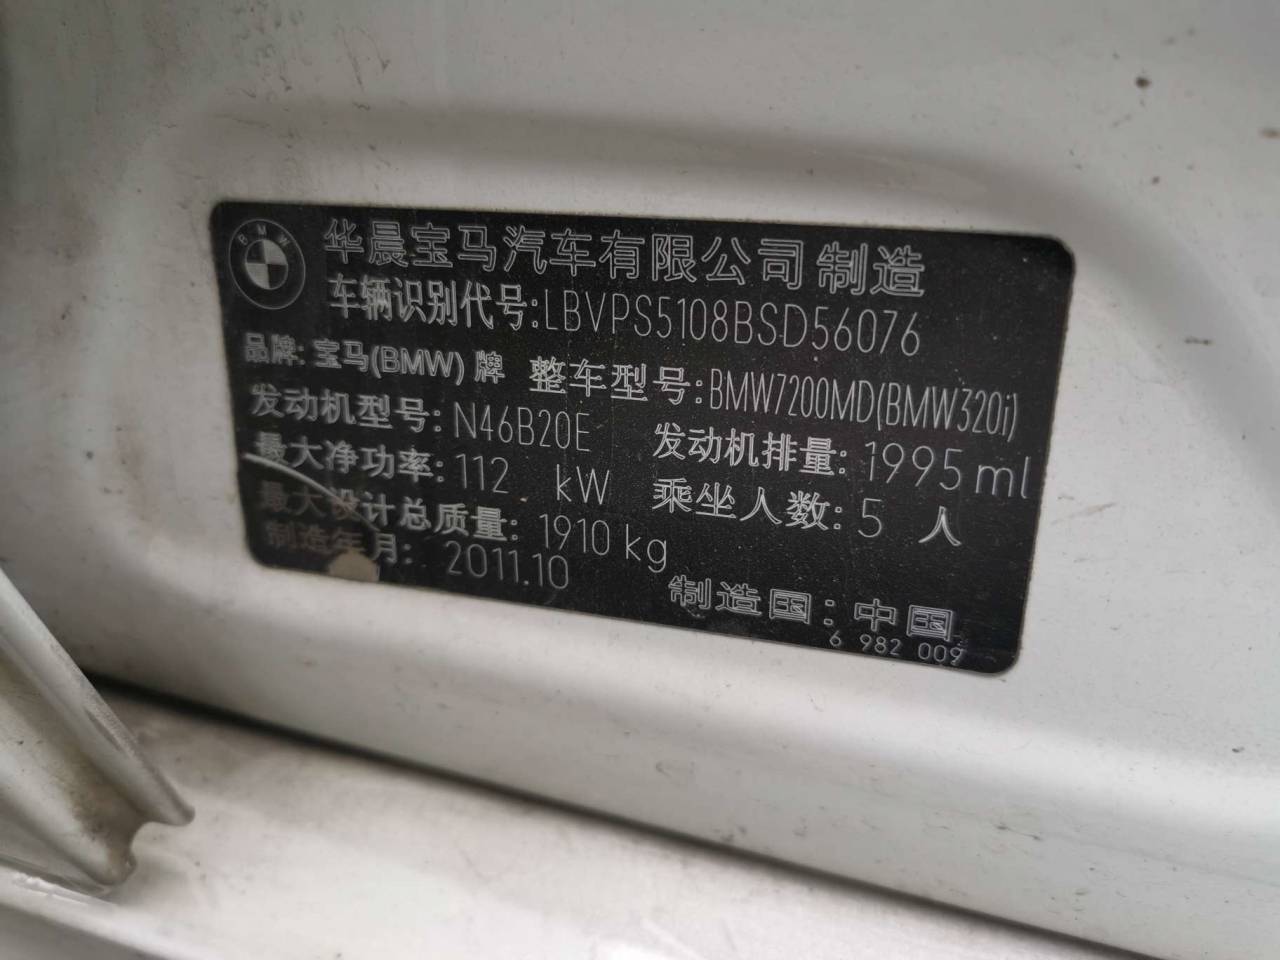 BMW
华晨宝马汽车有限公司制造
车辆识别代号:LBVPS5108BSD56076
品牌: 宝马(BMW) 牌 整车型号:BMW7200MD(BMW320i)
发动机型号: N46B20E 发动机排量: 1995 ml
最大净功率: 112 kW 乘坐人数: 5 人
最大设计总质量: 1910 kg
制造年月: 2011.10 制造国: 中国
6 982 009